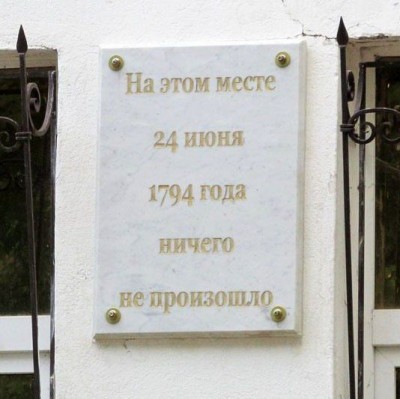 На этом месте
24 июня
1794 года
ничего
не произошло